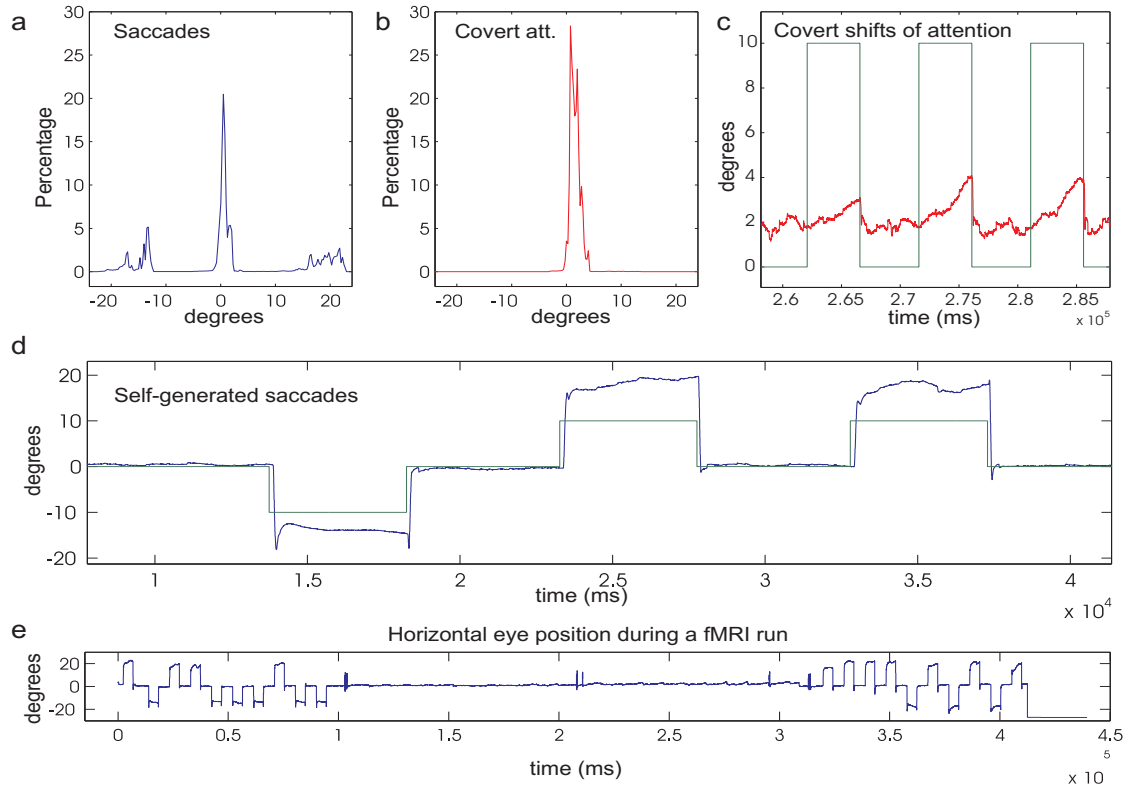 a
Saccades
Percentage
30
25
20
15
10
5
0
-20 -10 0 10 20
degrees
b
Covert att.
Percentage
30
25
20
15
10
5
0
-20 -10 0 10 20
degrees
c
Covert shifts of attention
degrees
10
8
6
4
2
0
2.6 2.65 2.7 2.75 2.8 2.85
time (ms)
x 10 5
d
Self-generated saccades
degrees
20
10
0
-10
-20
1 1.5 2 2.5 3 3.5 4
time (ms)
x 10 4
e
Horizontal eye position during a fMRI run
degrees
20
0
-20
0 0.5 1 1.5 2 2.5 3 3.5 4 4.5
time (ms)
x 10 5